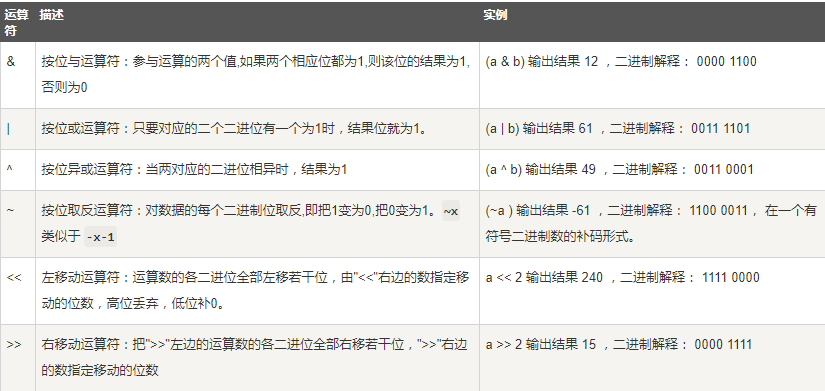 运算符 描述 实例
& 按位与运算符：参与运算的两个值,如果两个相应位都为1,则该位的结果为1,否则为0 (a & b) 输出结果 12 ，二进制解释： 0000 1100
| 按位或运算符：只要对应的二个二进位有一个为1时，结果位就为1。 (a | b) 输出结果 61 ，二进制解释： 0011 1101
^ 按位异或运算符：当两对应的二进位相异时，结果为1 (a ^ b) 输出结果 49 ，二进制解释： 0011 0001
~ 按位取反运算符：对数据的每个二进制位取反,即把1变为0,把0变为1。~x 类似于 -x-1 (~a ) 输出结果 -61 ，二进制解释： 1100 0011， 在一个有符号二进制数的补码形式。
<< 左移动运算符：运算数的各二进位全部左移若干位，由"<<"右边的数指定移动的位数，高位丢弃，低位补0。 a << 2 输出结果 240 ，二进制解释： 1111 0000
>> 右移动运算符：把">>"左边的运算数的各二进位全部右移若干位，">>"右边的数指定移动的位数 a >> 2 输出结果 15 ，二进制解释： 0000 1111